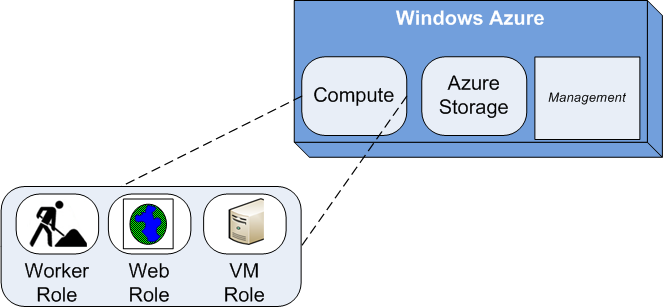 Windows Azure
Compute
Azure
Storage
Management
Worker
Role
Web
Role
VM
Role